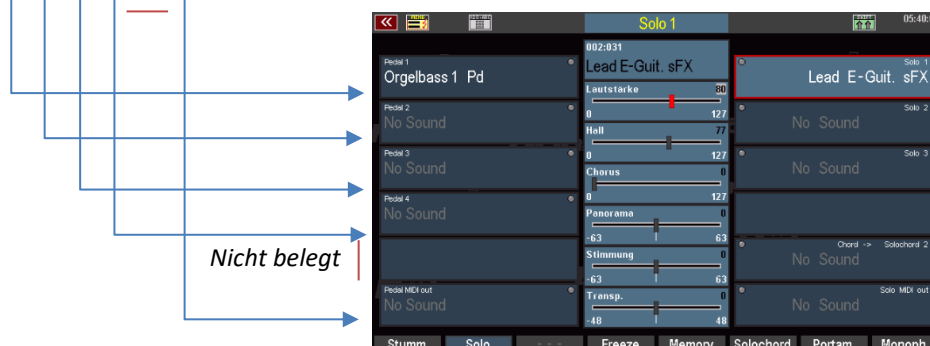 Solo 1
05:40:
Pedal 1
Orgelbass 1 Pd
Pedal 2
No Sound
Pedal 3
No Sound
Pedal 4
No Sound
Nicht belegt
Pedal MIDI out
No Sound
002:031
Lead E-Guit. sFX
Lautstärke 80
0 127
Hall 77
0 127
Chorus 0
0 127
Panorama 0
-63 63
Stimmung 0
-63 63
Transp. 0
-48 48
Solo 1
Lead E-Guit. sFX
Solo 2
No Sound
Solo 3
No Sound
Chord -> Solochord 2
No Sound
Solo MIDI out
No Sound
Stumm Solo - - - Freeze Memory Solochord Portam. Monoph